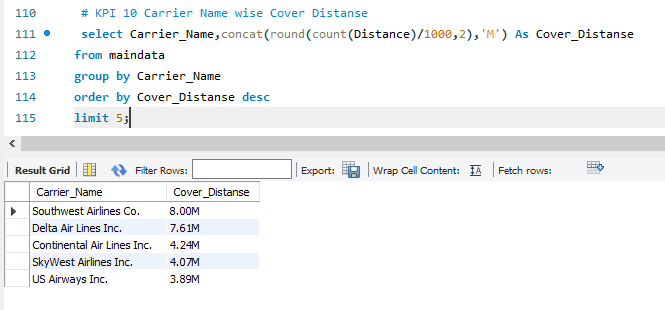 110 # KPI 10 Carrier Name wise Cover Distanse
111 select Carrier_Name,concat(round(count(Distance)/1000,2),'M') As Cover_Distanse
112 from maindata
113 group by Carrier_Name
114 order by Cover_Distanse desc
115 limit 5;
Result Grid Filter Rows: Export: Wrap Cell Content: IA Fetch rows:
Carrier_Name Cover_Distanse
Southwest Airlines Co. 8.00M
Delta Air Lines Inc. 7.61M
Continental Air Lines Inc. 4.24M
SkyWest Airlines Inc. 4.07M
US Airways Inc. 3.89M